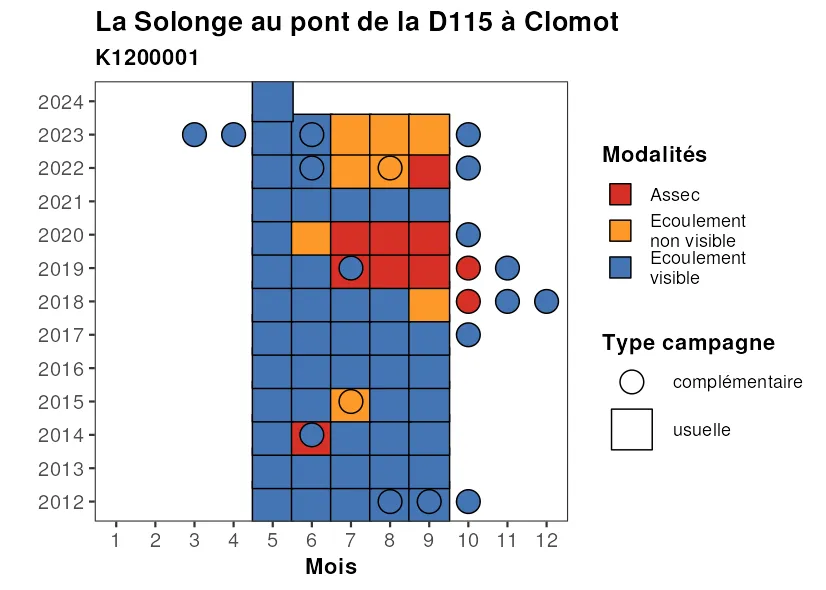 La Solonge au pont de la D115 à Clomot
K1200001
2024
2023
2022
2021
2020
2019
2018
2017
2016
2015
2014
2013
2012
1 2 3 4 5 6 7 8 9 10 11 12
Mois
Modalités
Assec
Ecoulement
non visible
Ecoulement
visible
Type campagne
complémentaire
usuelle